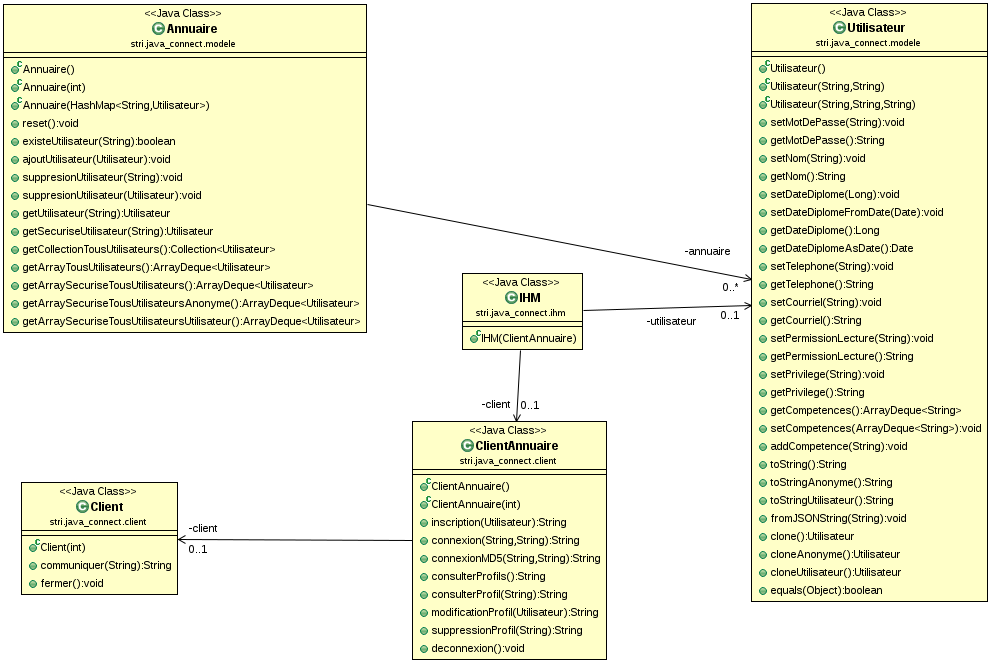 <<Java Class>>
Annuaire
stri.java_connect.modele
Annuaire()
Annuaire(int)
Annuaire(HashMap<String,Utilisateur>)
reset():void
existeUtilisateur(String):boolean
ajoutUtilisateur(Utilisateur):void
suppresionUtilisateur(String):void
suppresionUtilisateur(Utilisateur):void
getUtilisateur(String):Utilisateur
getSecuriseUtilisateur(String):Utilisateur
getCollectionTousUtilisateurs():Collection<Utilisateur>
getArrayTousUtilisateurs():ArrayDeque<Utilisateur>
getArraySecuriseTousUtilisateurs():ArrayDeque<Utilisateur>
getArraySecuriseTousUtilisateursAnonyme():ArrayDeque<Utilisateur>
getArraySecuriseTousUtilisateursUtilisateur():ArrayDeque<Utilisateur>
<<Java Class>>
Utilisateur
stri.java_connect.modele
Utilisateur()
Utilisateur(String,String)
Utilisateur(String,String,String)
setMotDePasse(String):void
getMotDePasse():String
setNom(String):void
getNom():String
setDateDiplome(Long):void
setDateDiplomeFromDate(Date):void
getDateDiplome():Long
getDateDiplomeAsDate():Date
setTelephone(String):void
getTelephone():String
setCourriel(String):void
getCourriel():String
setPermissionLecture(String):void
getPermissionLecture():String
setPrivilege(String):void
getPrivilege():String
getCompetences():ArrayDeque<String>
setCompetences(ArrayDeque<String>):void
addCompetence(String):void
toString():String
toStringAnonyme():String
toStringUtilisateur():String
fromJSONString(String):void
clone():Utilisateur
cloneAnonyme():Utilisateur
cloneUtilisateur():Utilisateur
equals(Object):boolean
-annuaire
0..*
<<Java Class>>
IHM
stri.java_connect.ihm
IHM(ClientAnnuaire)
-utilisateur
0..1
-client
0..1
<<Java Class>>
ClientAnnuaire
stri.java_connect.client
ClientAnnuaire()
ClientAnnuaire(int)
inscription(Utilisateur):String
connexion(String,String):String
connexionMD5(String,String):String
consulterProfils():String
consulterProfil(String):String
modificationProfil(Utilisateur):String
suppressionProfil(String):String
deconnexion():void
-client
0..1
<<Java Class>>
Client
stri.java_connect.client
Client(int)
communiquer(String):String
fermer():void